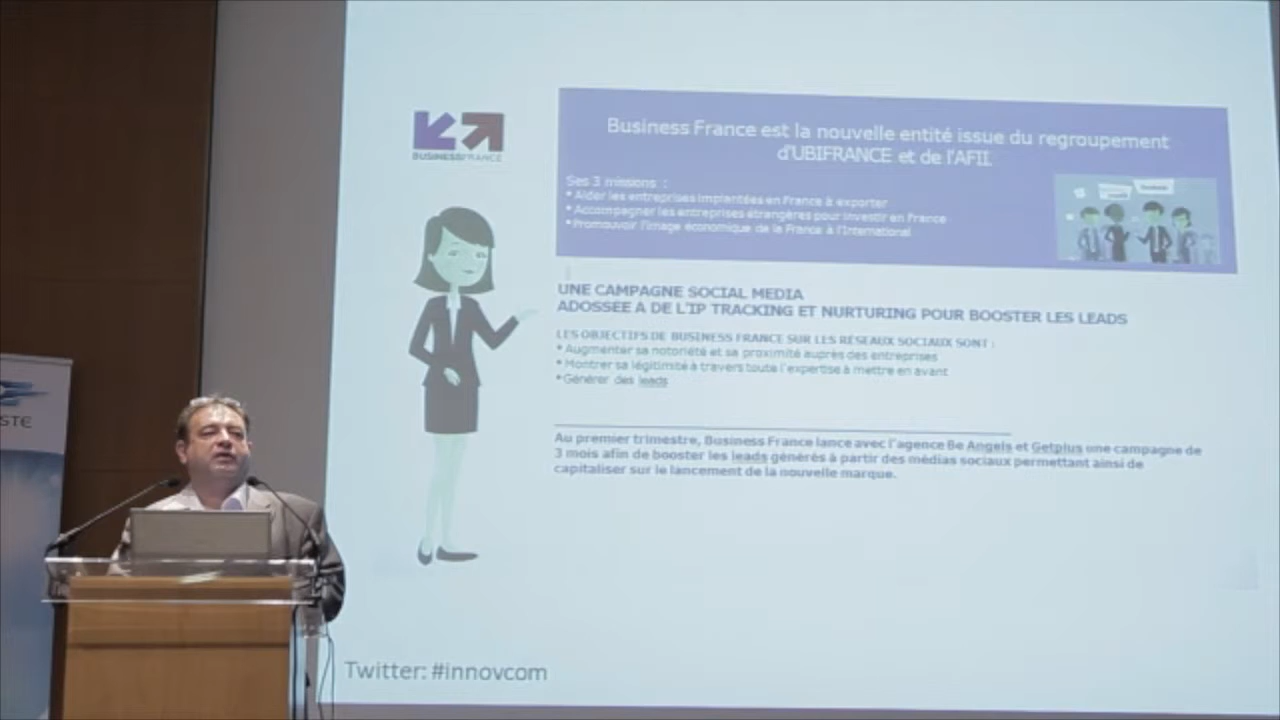 BUSINESSFRANCE
Business France est la nouvelle entité issue du regroupement
d'UBIFRANCE et de l'AFII.
Ses 3 missions :
* Aider les entreprises implantées en France à exporter
* Accompagner les entreprises étrangères pour investir en France
* Promouvoir l'image économique de la France à l'International
UNE CAMPAGNE SOCIAL MEDIA
ADOSSÉE A DE L'IP TRACKING ET NURTURING POUR BOOSTER LES LEADS
LES OBJECTIFS DE BUSINESS FRANCE SUR LES RÉSEAUX SOCIAUX SONT :
* Augmenter sa notoriété et sa proximité auprès des entreprises
* Montrer sa légitimité à travers toute l'expertise à mettre en avant
* Générer des leads
Au premier trimestre, Business France lance avec l'agence Be Angels et Getplus une campagne de
3 mois afin de booster les leads générés à partir des médias sociaux permettant ainsi de
capitaliser sur le lancement de la nouvelle marque.
STE
Twitter: #innovcom